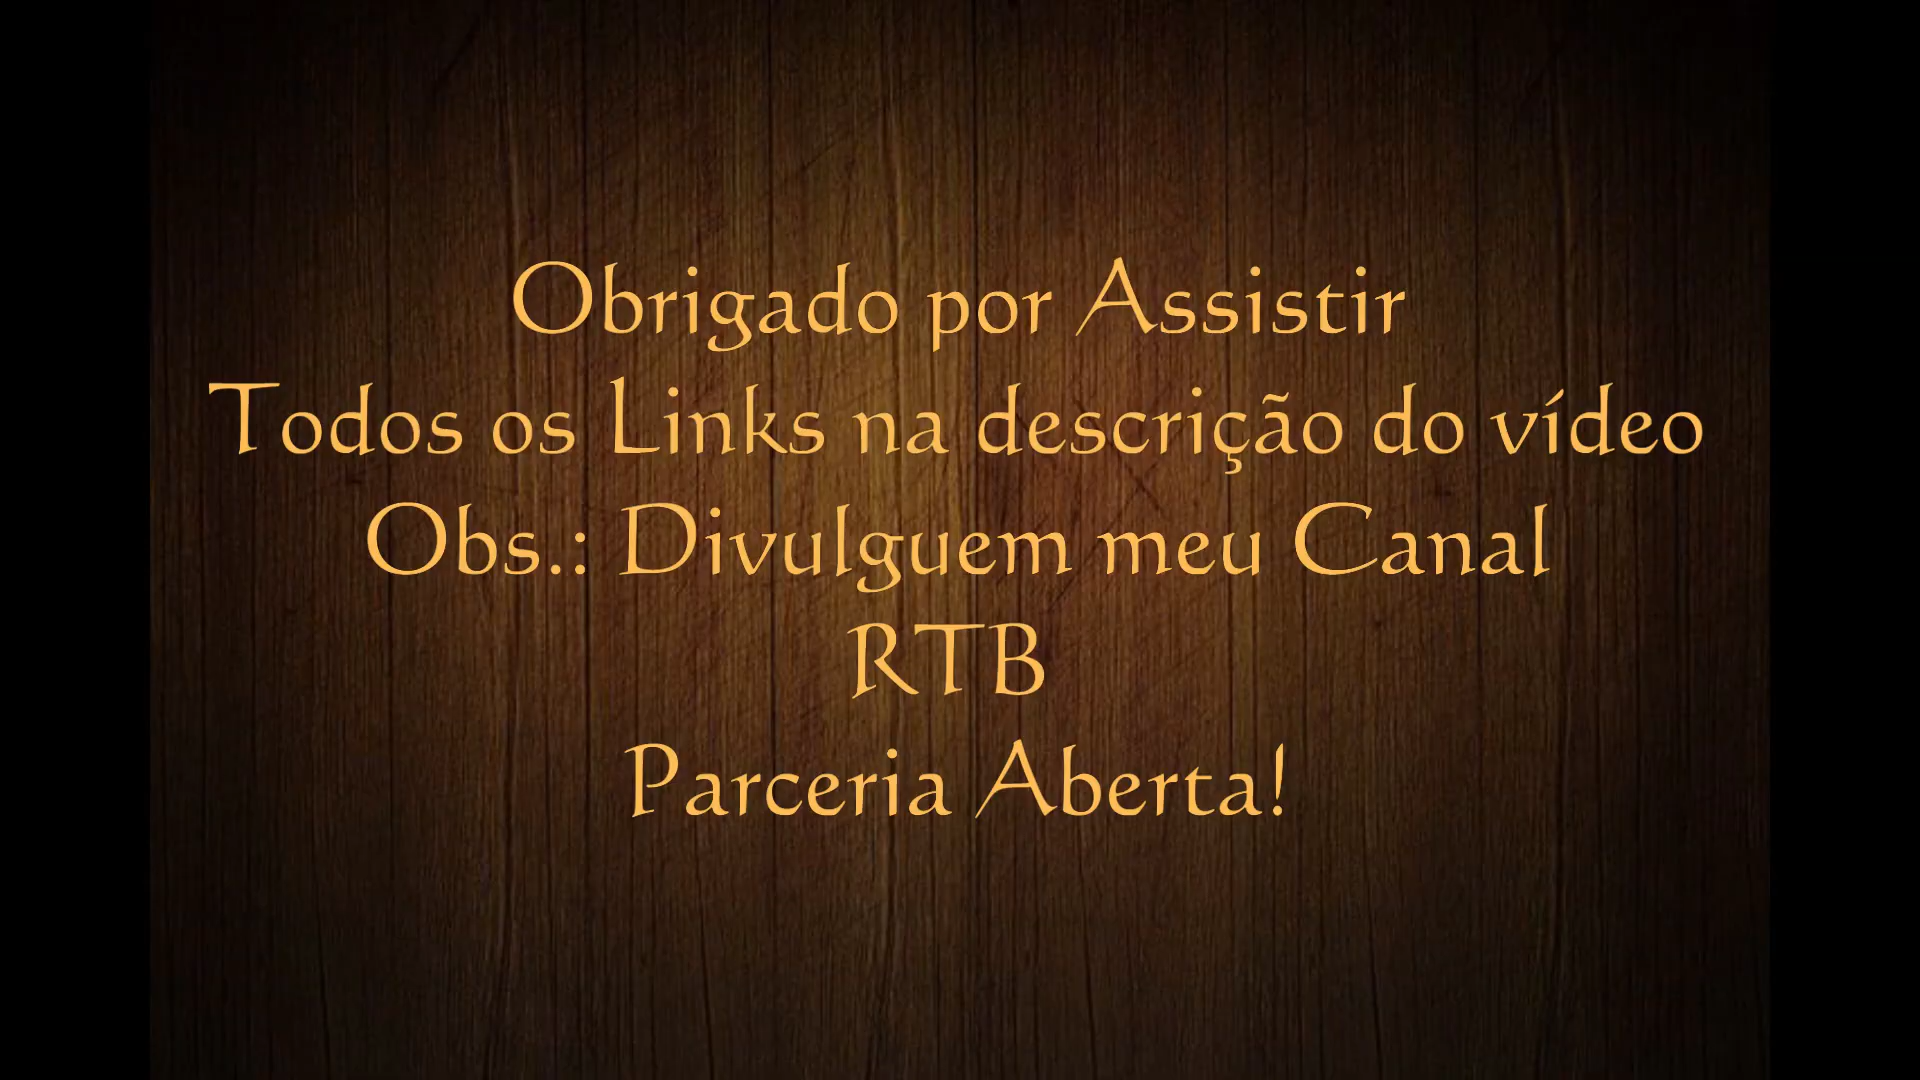 Obrigado por Assistir
Todos os Links na descrição do vídeo
Obs.: Divulguem meu Canal
RTB
Parceria Aberta!